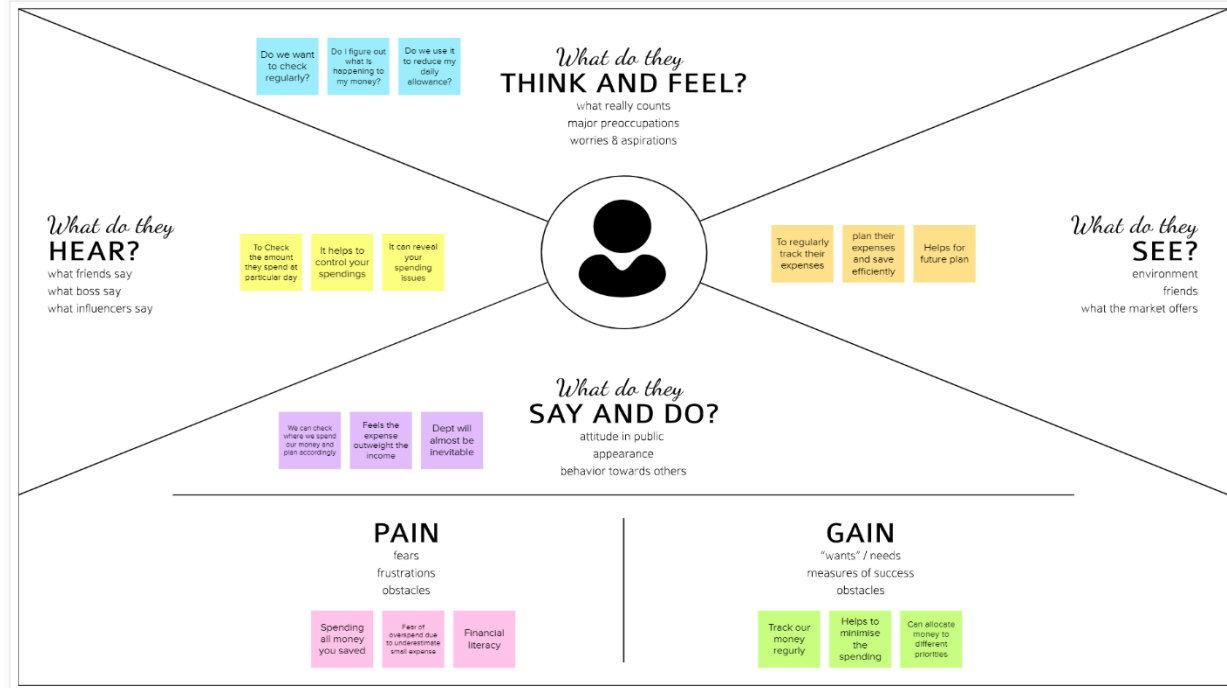 Do we want
to check
regularly?
Do I figure out
what is
happening to
my money?
Do we use it
to reduce my
daily
allowance?
What do they
THINK AND FEEL?
what really counts
major preoccupations
worries & aspirations
What do they
HEAR?
what friends say
what boss say
what influencers say
To Check
the amount
they spend at
particular day
It helps to
control your
spendings
It can reveal
your
spending
issues
To regularly
track their
expenses
plan their
expenses
and save
efficiently
Helps for
future plan
What do they
SEE?
environment
friends
what the market offers
What do they
SAY AND DO?
attitude in public
appearance
behavior towards others
We can check
where we spend
our money and
plan accordingly
Feels the
expense
outweight the
income
Dept will
almost be
inevitable
PAIN
fears
frustrations
obstacles
Spending
all money
you saved
Fear of
overspend due
to underestimate
small expense
Financial
literacy
GAIN
"wants" / needs
measures of success
obstacles
Track our
money
regurly
Helps to
minimise
the
spending
Can allocate
money to
different
priorities